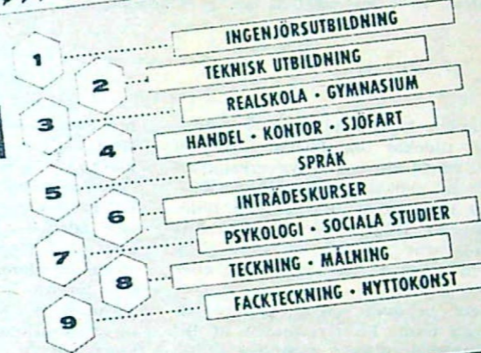 1 INGENJÖRSUTBILDNING
2 TEKNISK UTBILDNING
3 REALSKOLA · GYMNASIUM
4 HANDEL · KONTOR · SJÖFART
5 SPRÅK
6 INTRÄDESKURSER
7 PSYKOLOGI · SOCIALA STUDIER
8 TECKNING · MÅLNING
9 FACKTECKNING · NYTTOKONST